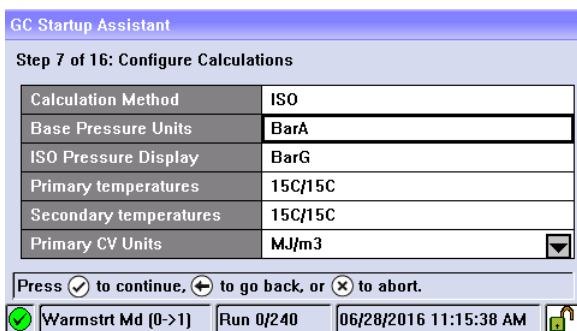 GC Startup Assistant
Step 7 of 16: Configure Calculations
Calculation Method ISO
Base Pressure Units BarA
ISO Pressure Display BarG
Primary temperatures 15C/15C
Secondary temperatures 15C/15C
Primary CV Units MJ/m3
Press to continue, to go back, or to abort.
Warmstrt Md (0->1) Run 0/240 06/28/2016 11:15:38 AM